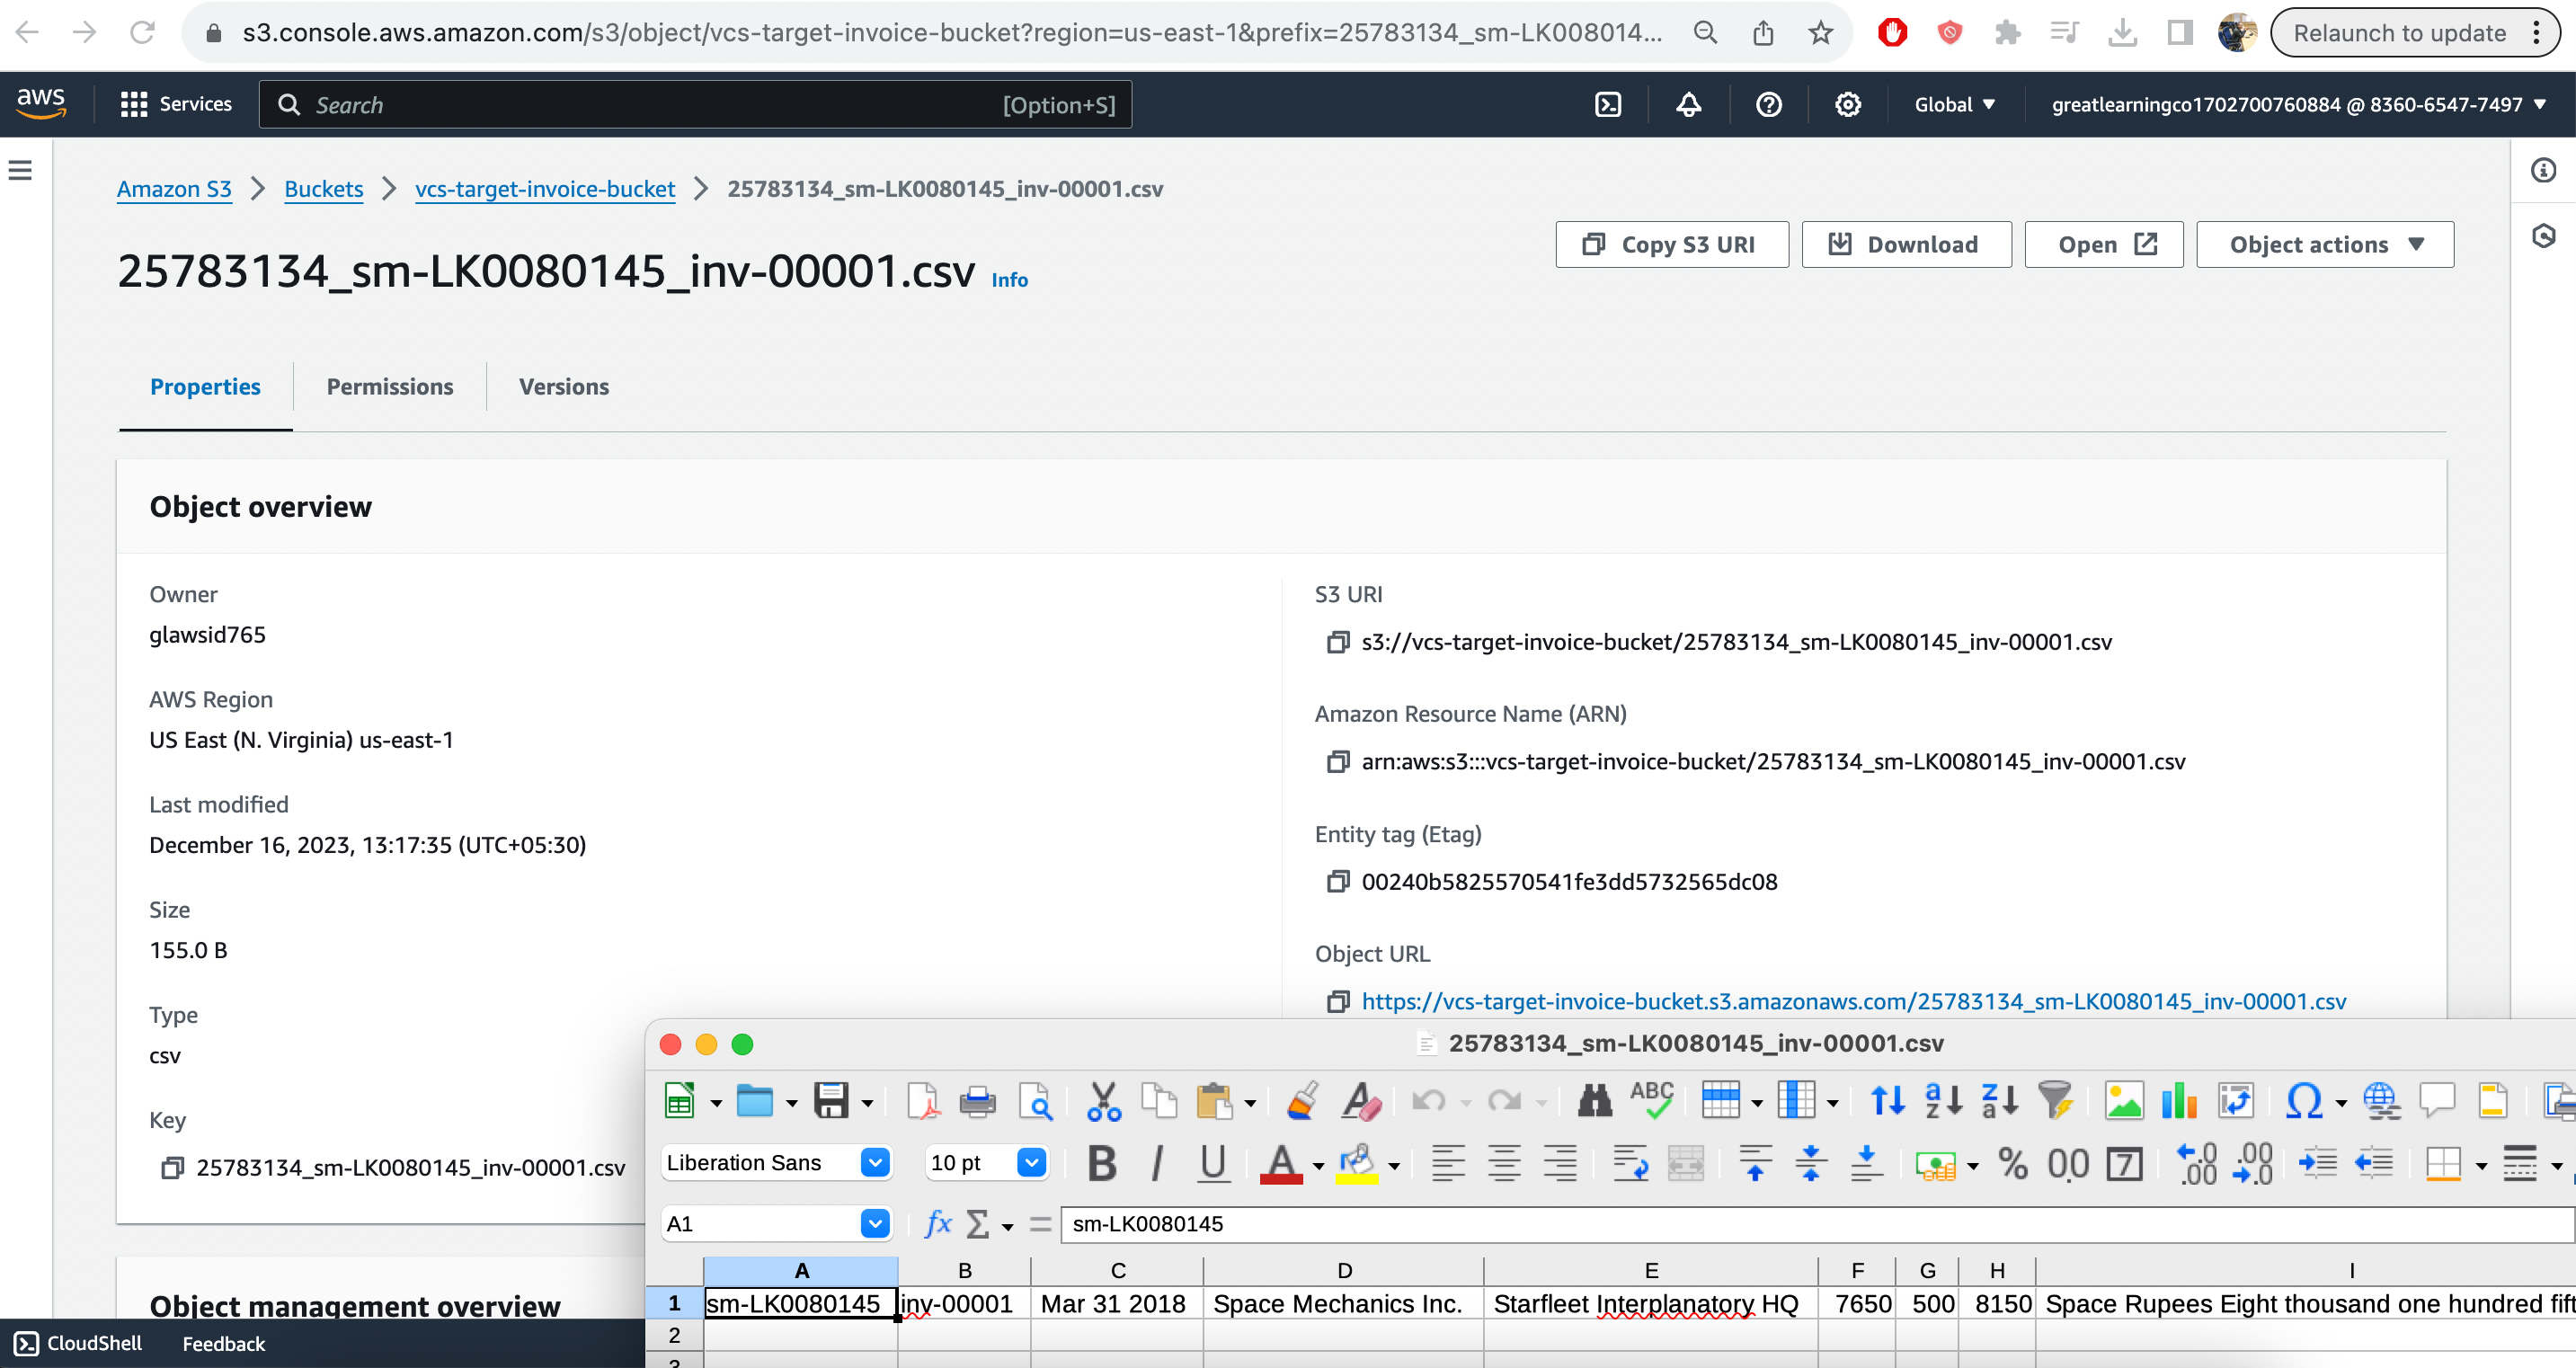 s3.console.aws.amazon.com/s3/object/vcs-target-invoice-bucket?region=us-east-1&prefix=25783134_sm-LK008014...
Relaunch to update
aws
Services
Search
[Option+S]
Global
greatlearningco1702700760884 @ 8360-6547-7497
Amazon S3
Buckets
vcs-target-invoice-bucket
25783134_sm-LK0080145_inv-00001.csv
25783134_sm-LK0080145_inv-00001.csv Info
Copy S3 URI
Download
Open
Object actions
Properties
Permissions
Versions
Object overview
Owner
glawsid765
AWS Region
US East (N. Virginia) us-east-1
Last modified
December 16, 2023, 13:17:35 (UTC+05:30)
Size
155.0 B
Type
csv
Key
25783134_sm-LK0080145_inv-00001.csv
S3 URI
s3://vcs-target-invoice-bucket/25783134_sm-LK0080145_inv-00001.csv
Amazon Resource Name (ARN)
arn:aws:s3:::vcs-target-invoice-bucket/25783134_sm-LK0080145_inv-00001.csv
Entity tag (Etag)
00240b5825570541fe3dd5732565dc08
Object URL
https://vcs-target-invoice-bucket.s3.amazonaws.com/25783134_sm-LK0080145_inv-00001.csv
Object management overview
CloudShell
Feedback
25783134_sm-LK0080145_inv-00001.csv
ABC
Liberation Sans
10 pt
B I U A
% 0.0 7 .00 .0
A1
fx Σ =
sm-LK0080145
A B C D E F G H I
1 sm-LK0080145 inv-00001 Mar 31 2018 Space Mechanics Inc. Starfleet Interplanatory HQ 7650 500 8150 Space Rupees Eight thousand one hundred fift
2
3